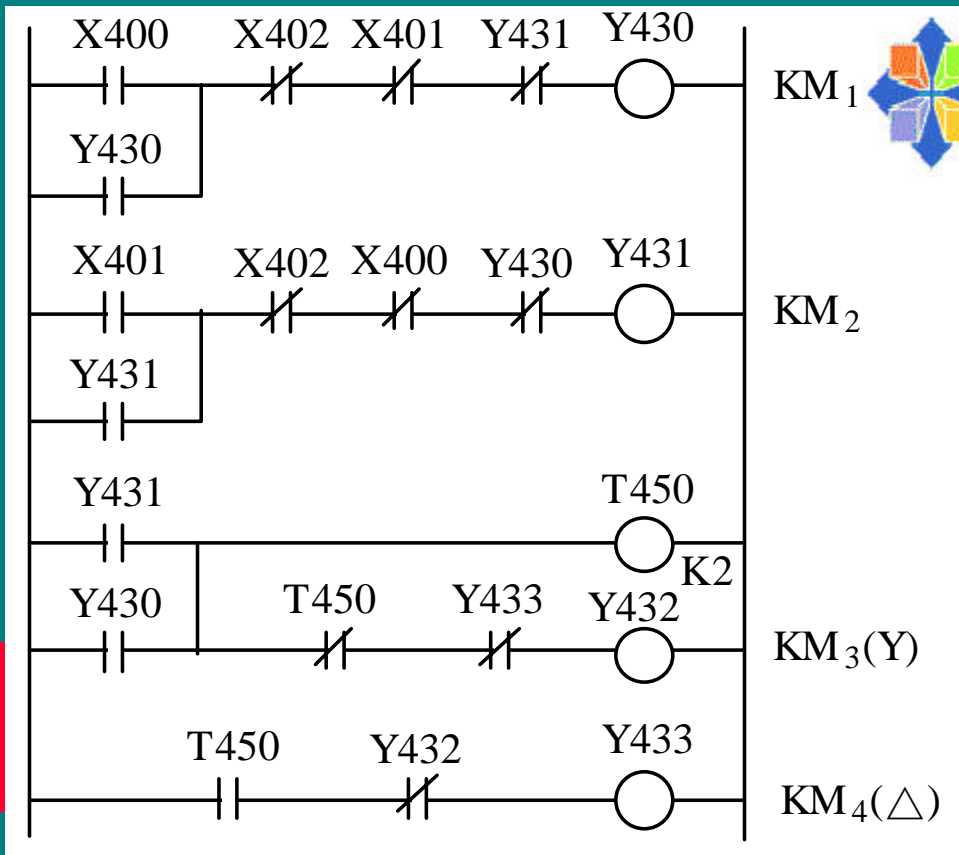 X400 X402 X401 Y431 Y430
KM1
Y430
X401 X402 X400 Y430 Y431
KM2
Y431
Y431 T450
K2
Y430 T450 Y433 Y432
KM3(Y)
T450 Y432 Y433
KM4(△)